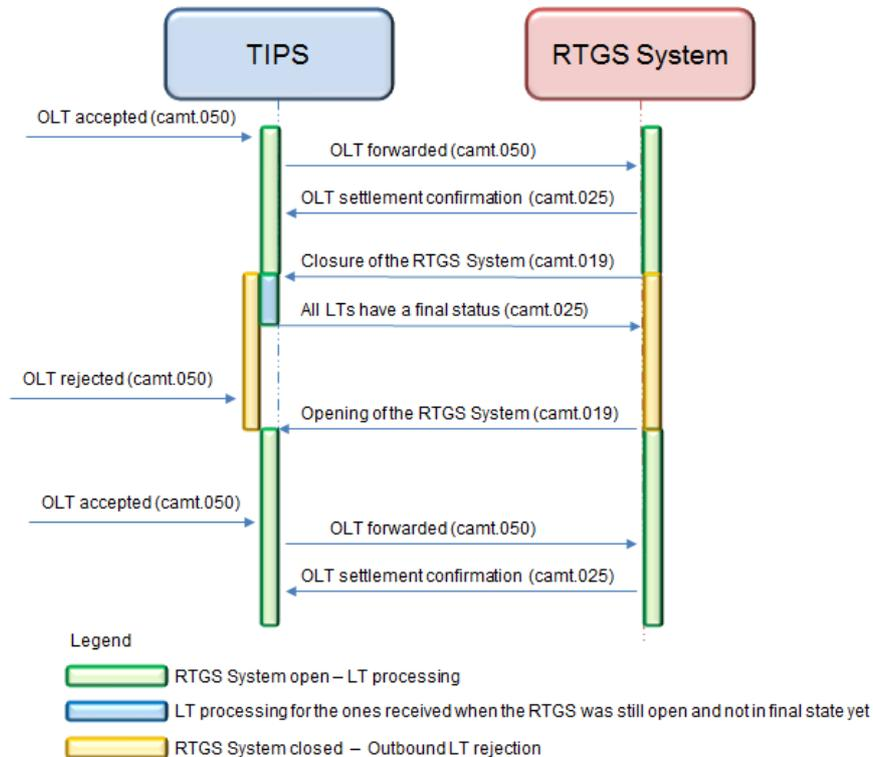 TIPS
RTGS System
OLT accepted (camt.050)
OLT forwarded (camt.050)
OLT settlement confirmation (camt.025)
Closure of the RTGS System (camt.019)
All LTs have a final status (camt.025)
OLT rejected (camt.050)
Opening of the RTGS System (camt.019)
OLT accepted (camt.050)
OLT forwarded (camt.050)
OLT settlement confirmation (camt.025)
Legend
RTGS System open – LT processing
LT processing for the ones received when the RTGS was still open and not in final state yet
RTGS System closed – Outbound LT rejection